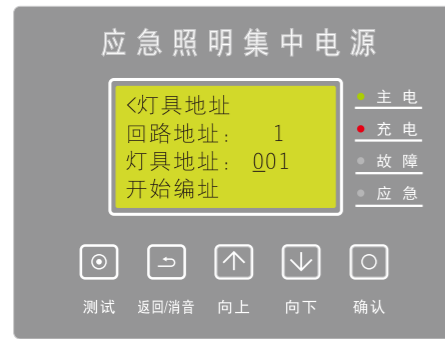 应急照明集中电源
<灯具地址
回路地址： 1
灯具地址： 001
开始编址
主电
充电
故障
应急
测试 返回/消音 向上 向下 确认